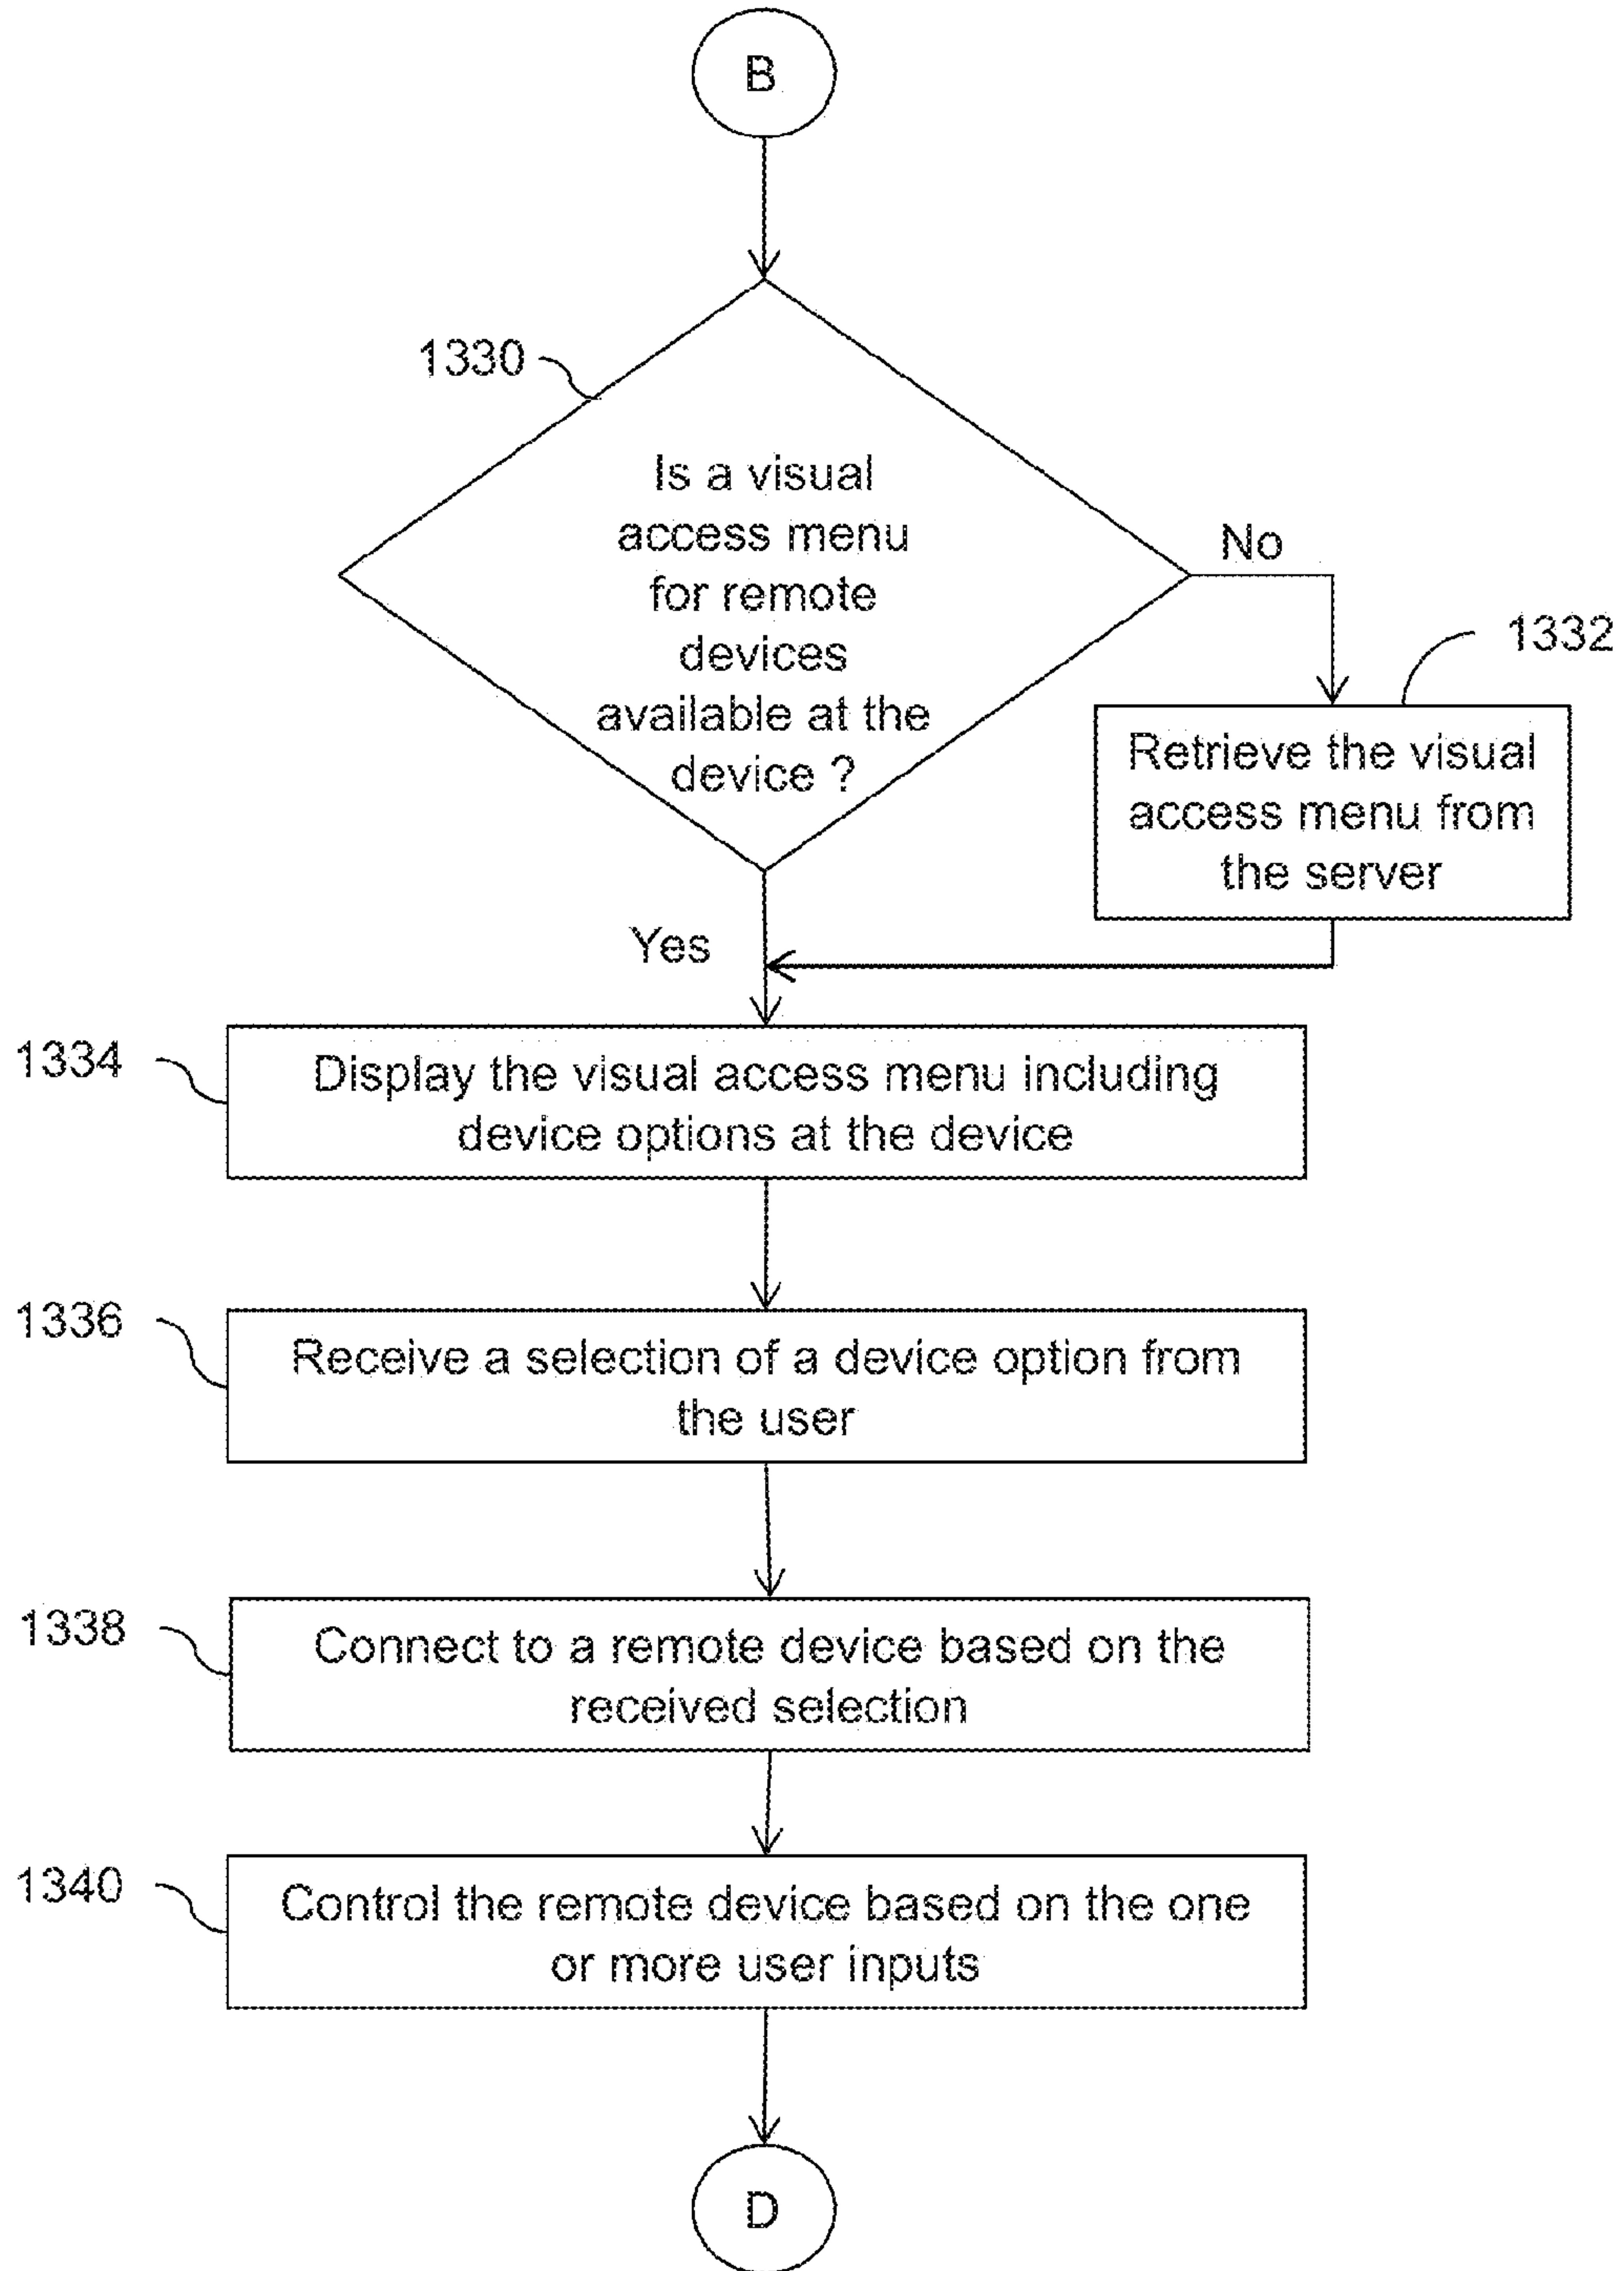 B
1330
Is a visual
access menu
for remote
devices
available at the
device ?
No
1332
Retrieve the visual
access menu from
the server
Yes
1334
Display the visual access menu including
device options at the device
1336
Receive a selection of a device option from
the user
1338
Connect to a remote device based on the
received selection
1340
Control the remote device based on the one
or more user inputs
D